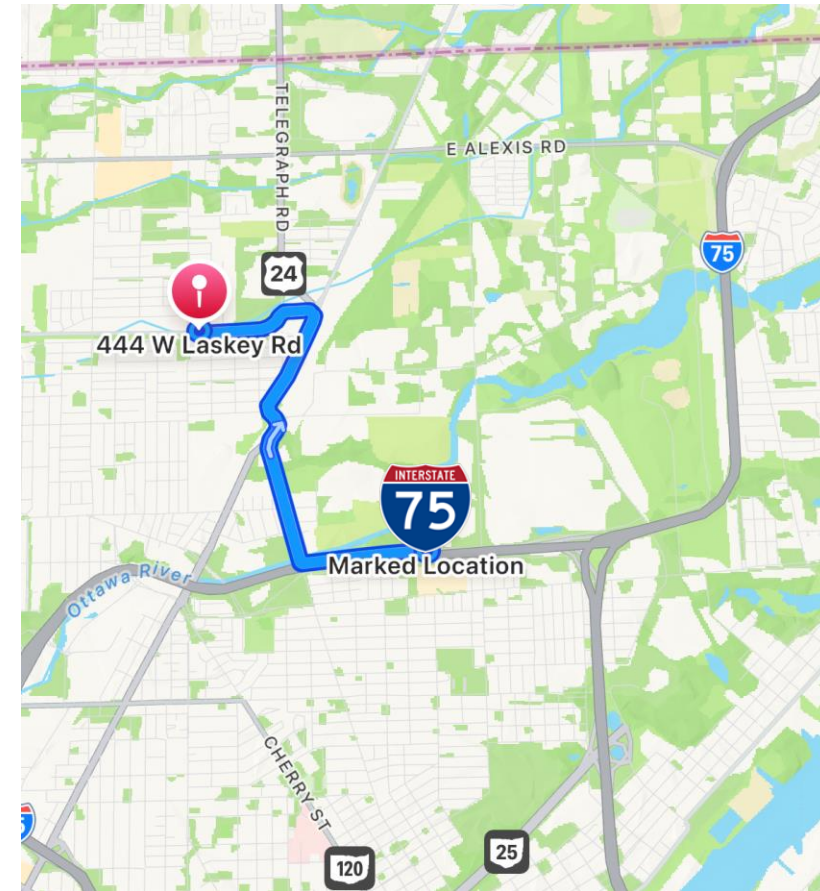 TELEGRAPH RD
E ALEXIS RD
75
24
444 W Laskey Rd
INTERSTATE
75
Marked Location
Ottawa River
CHERRY ST
120
25